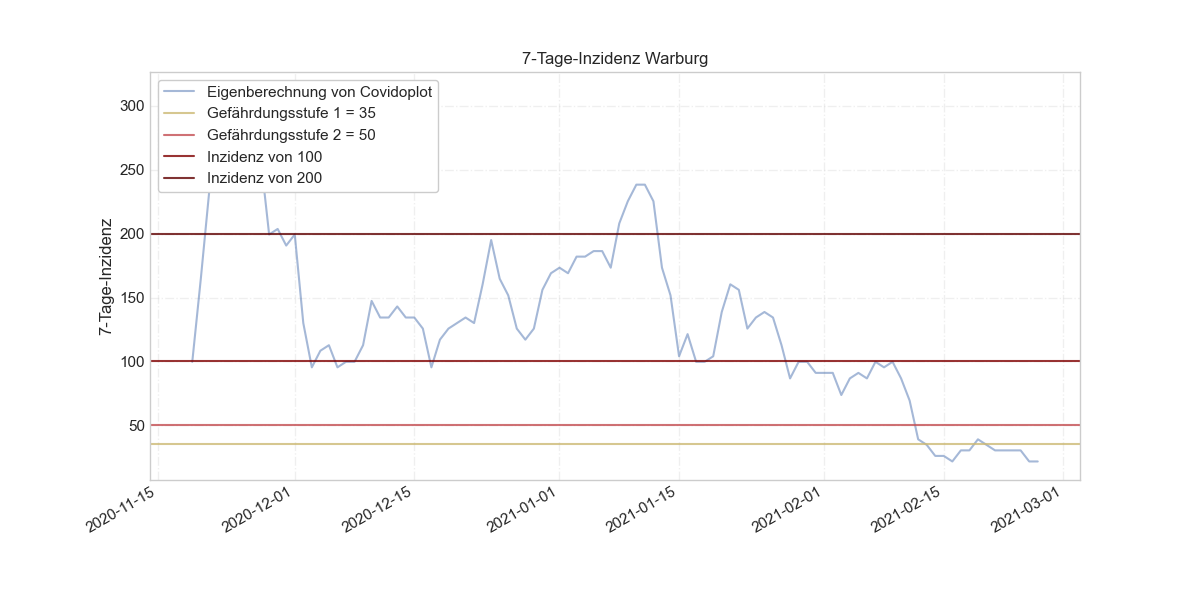 7-Tage-Inzidenz Warburg
Eigenberechnung von Covidoplot
Gefährdungsstufe 1 = 35
Gefährdungsstufe 2 = 50
Inzidenz von 100
Inzidenz von 200
7-Tage-Inzidenz
300
250
200
150
100
50
2020-11-15
2020-12-01
2020-12-15
2021-01-01
2021-01-15
2021-02-01
2021-02-15
2021-03-01